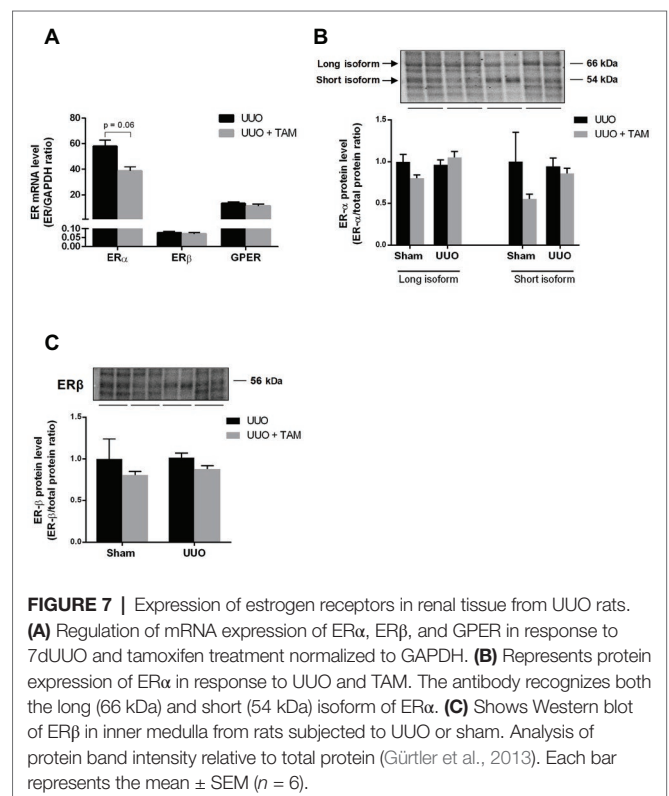 A
UUO
UUO + TAM
p = 0.06
ER mRNA level
(ER/GAPDH ratio)
80
60
40
20
0.10
0.05
0.00
ERα
ERβ
GPER
B
Long isoform
66 kDa
Short isoform
54 kDa
UUO
UUO + TAM
ER-α protein level
(ER-α/total protein ratio)
1.5
1.0
0.5
0.0
Sham
UUO
Sham
UUO
Long isoform
Short isoform
C
ERβ
56 kDa
UUO
UUO + TAM
ER-β protein level
(ER-β/total protein ratio)
1.5
1.0
0.5
0.0
Sham
UUO
FIGURE 7 | Expression of estrogen receptors in renal tissue from UUO rats.
(A) Regulation of mRNA expression of ERα, ERβ, and GPER in response to
7dUUO and tamoxifen treatment normalized to GAPDH. (B) Represents protein
expression of ERα in response to UUO and TAM. The antibody recognizes both
the long (66 kDa) and short (54 kDa) isoform of ERα. (C) Shows Western blot
of ERβ in inner medulla from rats subjected to UUO or sham. Analysis of
protein band intensity relative to total protein (Gürtler et al., 2013). Each bar
represents the mean ± SEM (n = 6).